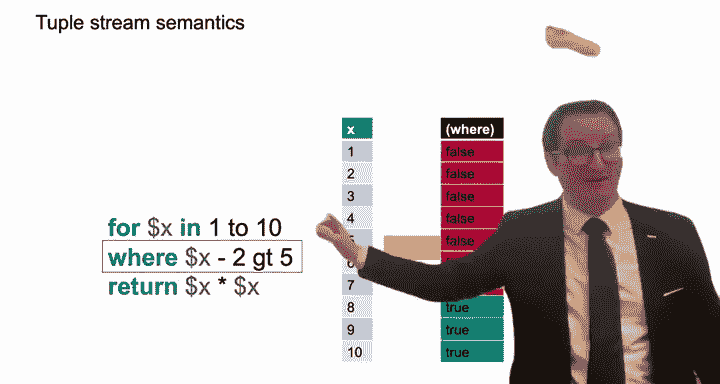 Tuple stream semantics
x (where)
1 false
2 false
3 false
4 false
false
7
8 true
9 true
10 true
for $x in 1 to 10
where $x - 2 gt 5
return $x * $x